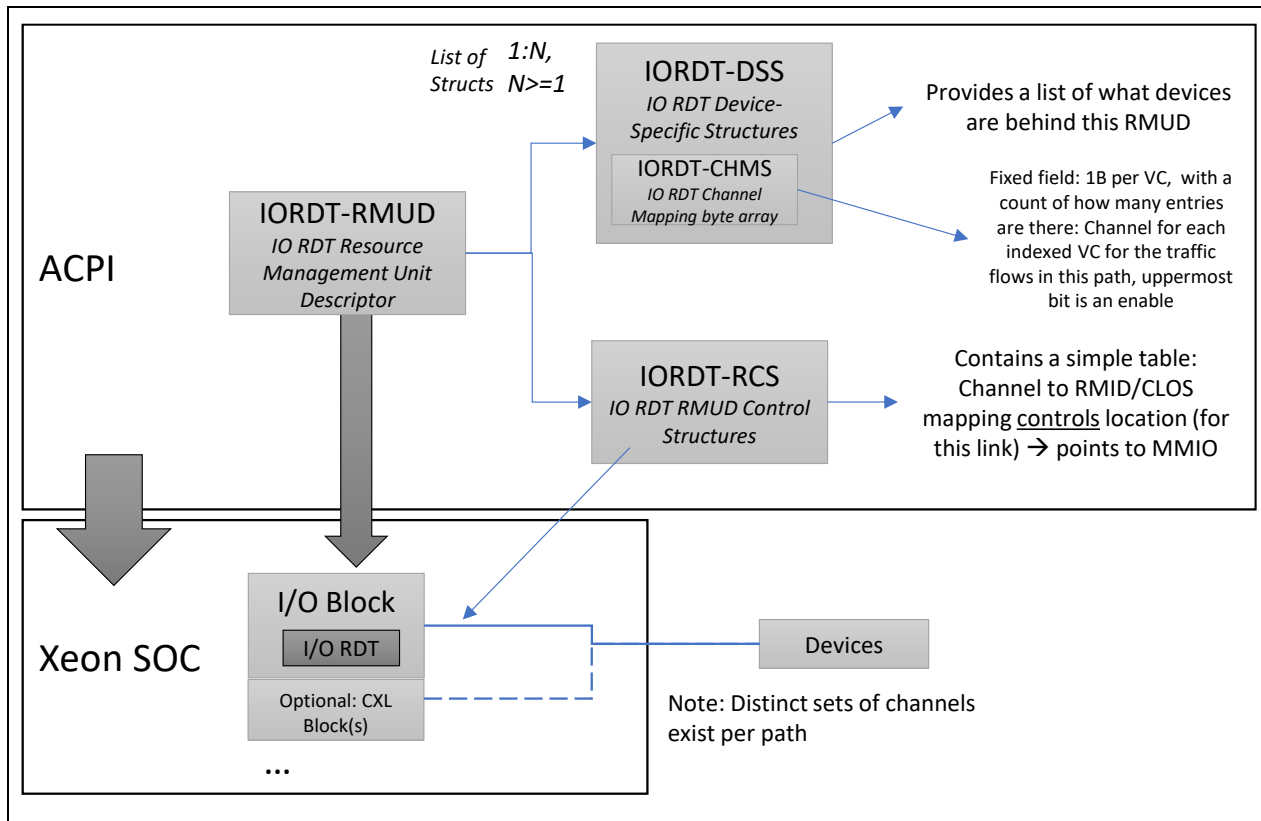 List of
Structs
1:N,
N>=1
IORDT-DSS
IO RDT Device-
Specific Structures
IORDT-CHMS
IO RDT Channel
Mapping byte array
Provides a list of what devices
are behind this RMUD
Fixed field: 1B per VC, with a
count of how many entries
are there: Channel for each
indexed VC for the traffic
flows in this path, uppermost
bit is an enable
ACPI
IORDT-RMUD
IO RDT Resource
Management Unit
Descriptor
IORDT-RCS
IO RDT RMUD Control
Structures
Contains a simple table:
Channel to RMID/CLOS
mapping controls location (for
this link) → points to MMIO
Xeon SOC
I/O Block
I/O RDT
Optional: CXL
Block(s)
...
Devices
Note: Distinct sets of channels
exist per path